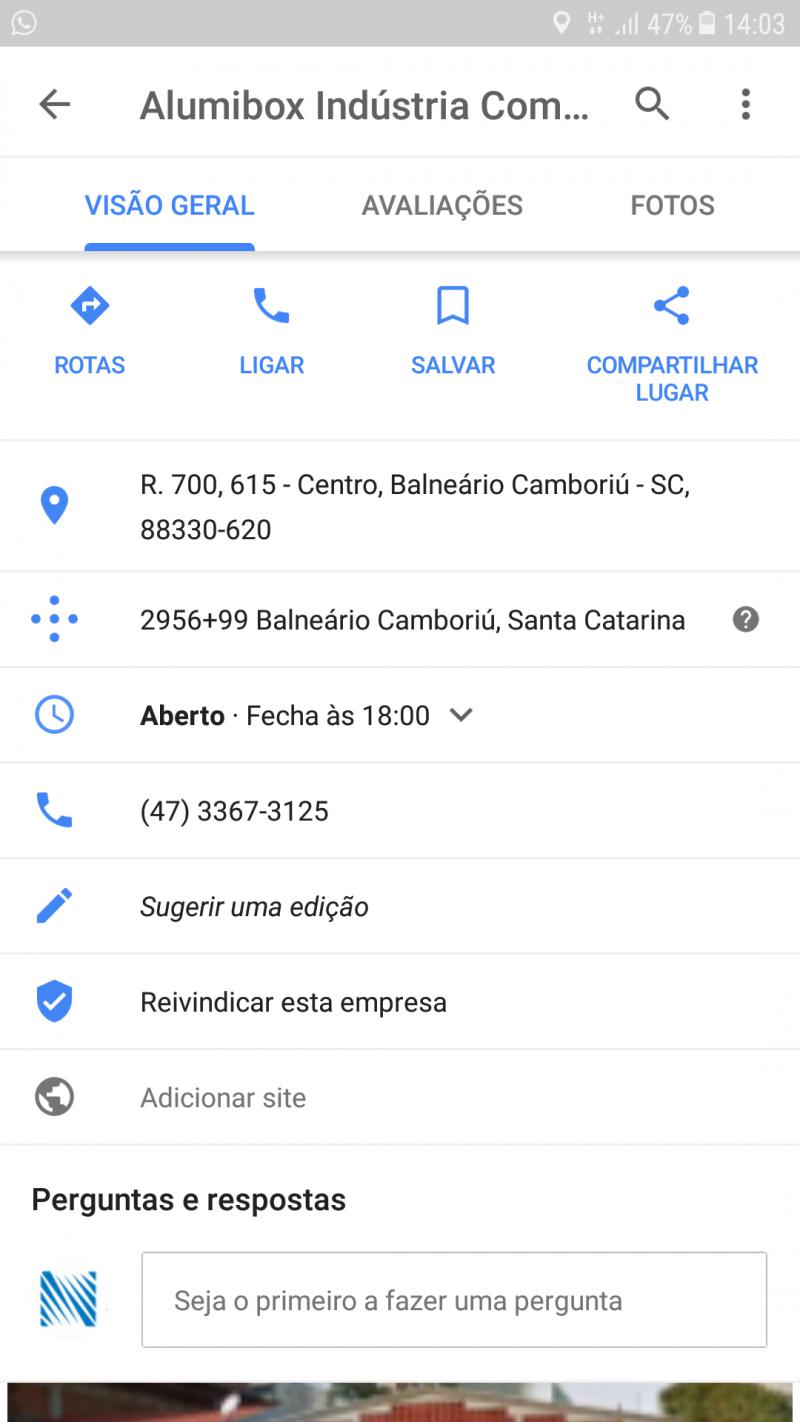 H+ 47% 14:03
Alumibox Indústria Com...
VISÃO GERAL AVALIAÇÕES FOTOS
ROTAS LIGAR SALVAR COMPARTILHAR
LUGAR
R. 700, 615 - Centro, Balneário Camboriú - SC,
88330-620
2956+99 Balneário Camboriú, Santa Catarina ?
Aberto · Fecha às 18:00
(47) 3367-3125
Sugerir uma edição
Reivindicar esta empresa
Adicionar site
Perguntas e respostas
Seja o primeiro a fazer uma pergunta